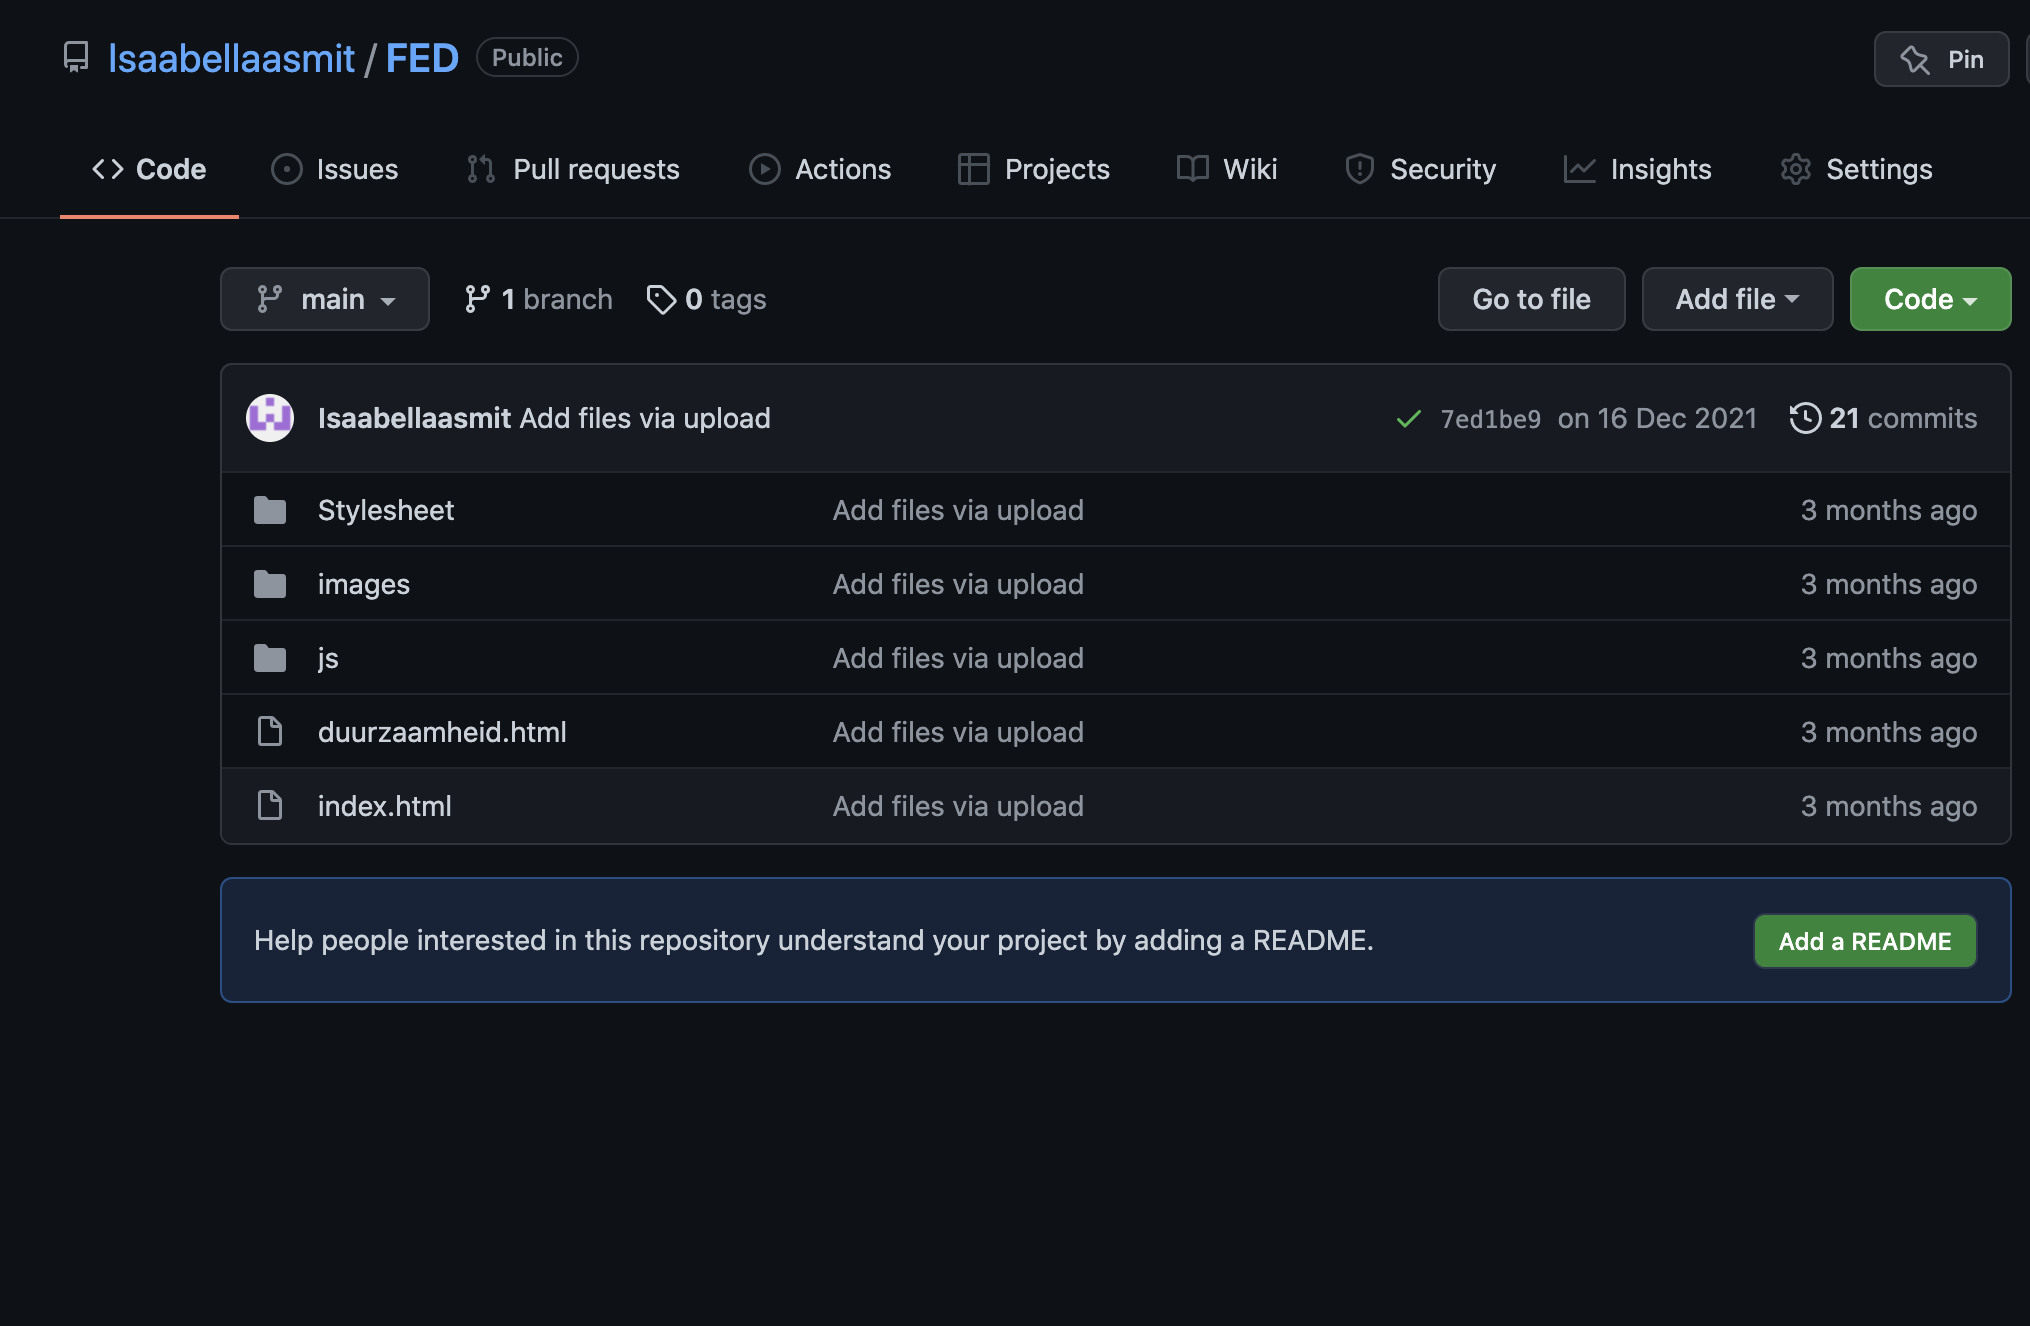 Isaabellaasmit / FED Public
Pin
Code Issues Pull requests Actions Projects Wiki Security Insights Settings
main 1 branch 0 tags Go to file Add file Code
Isaabellaasmit Add files via upload 7ed1be9 on 16 Dec 2021 21 commits
Stylesheet Add files via upload 3 months ago
images Add files via upload 3 months ago
js Add files via upload 3 months ago
duurzaamheid.html Add files via upload 3 months ago
index.html Add files via upload 3 months ago
Help people interested in this repository understand your project by adding a README. Add a README